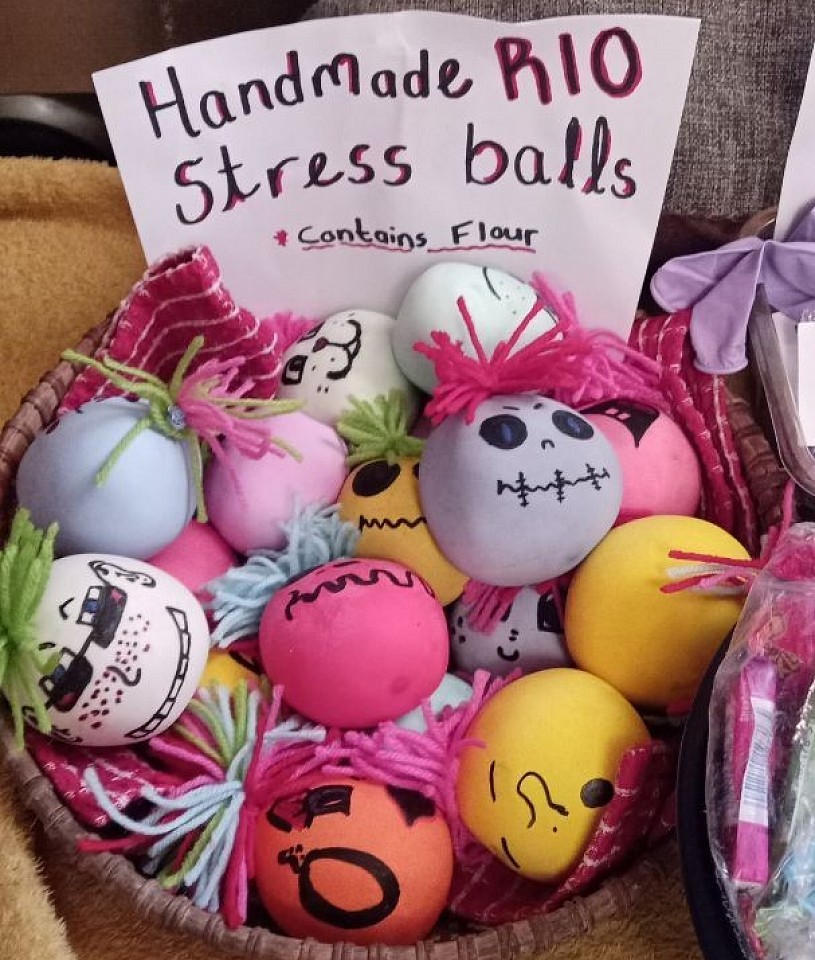 Handmade R10
Stress balls
* Contains Flour